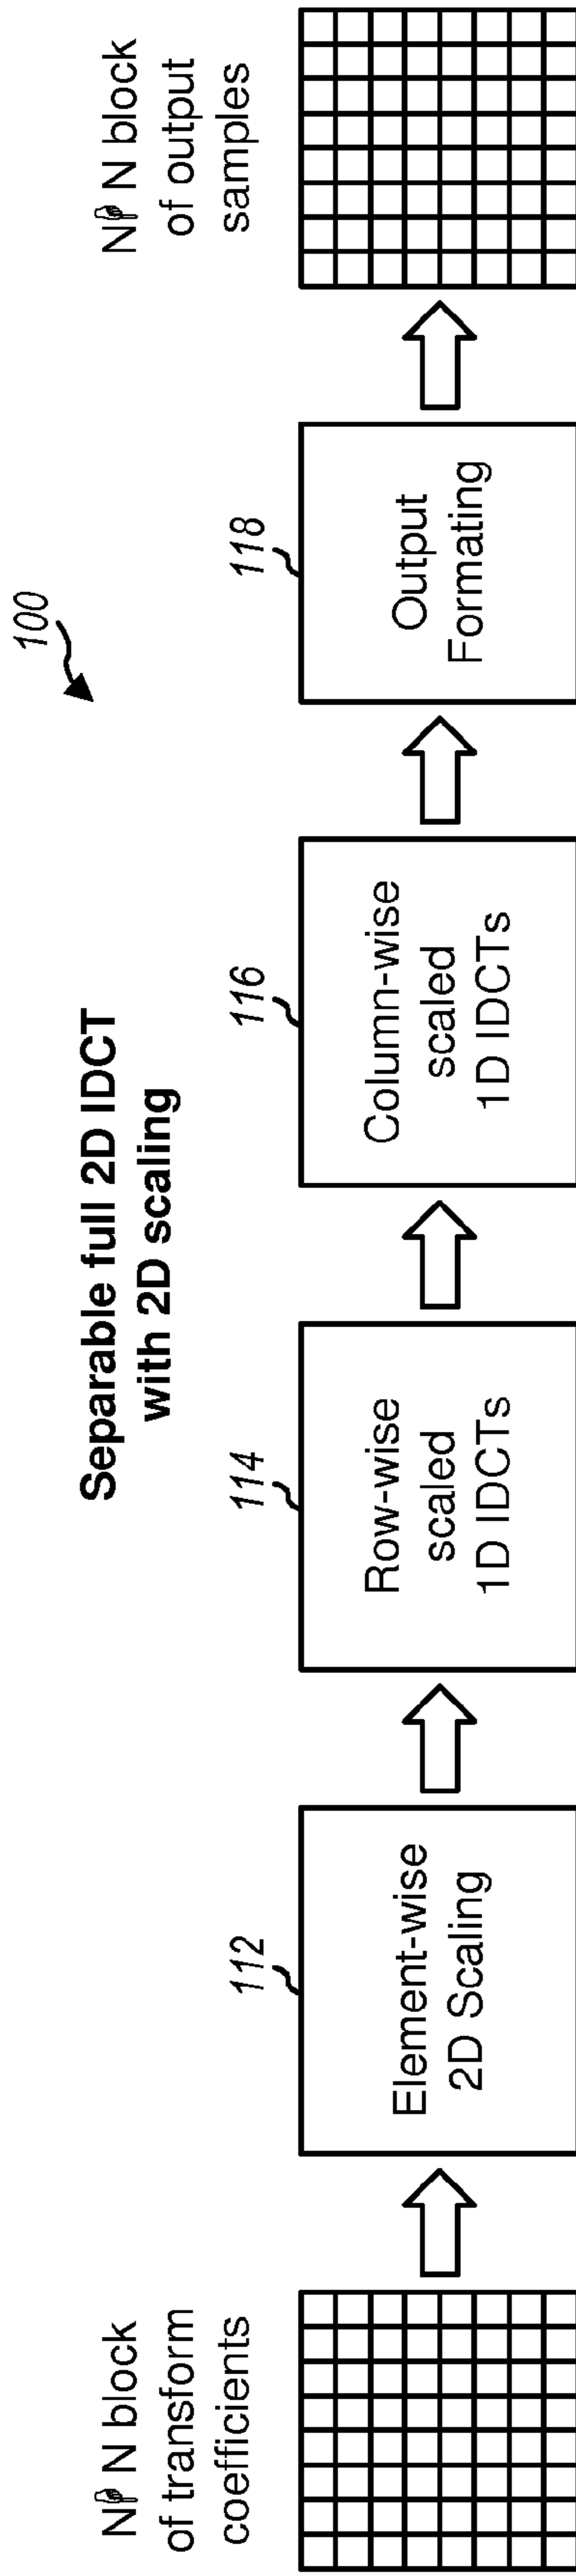 100
Separable full 2D IDCT
with 2D scaling
N☟ N block
of transform
coefficients
112
Element-wise
2D Scaling
114
Row-wise
scaled
1D IDCTs
116
Column-wise
scaled
1D IDCTs
118
Output
Formating
N☟ N block
of output
samples